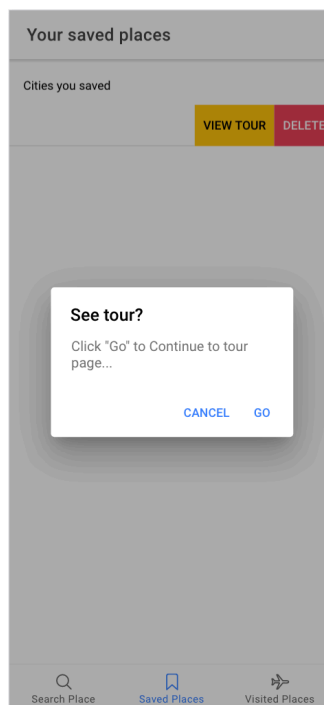 Your saved places
Cities you saved
VIEW TOUR DELETE
See tour?
Click "Go" to Continue to tour
page...
CANCEL GO
Search Place Saved Places Visited Places